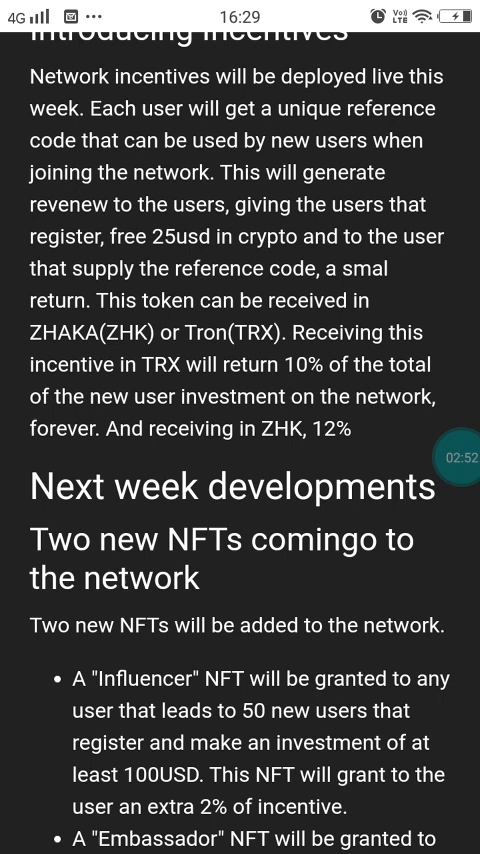 4G 16:29 Vo) LTE
Introducing Incentives
Network incentives will be deployed live this
week. Each user will get a unique reference
code that can be used by new users when
joining the network. This will generate
revenew to the users, giving the users that
register, free 25usd in crypto and to the user
that supply the reference code, a smal
return. This token can be received in
ZHAKA(ZHK) or Tron(TRX). Receiving this
incentive in TRX will return 10% of the total
of the new user investment on the network,
forever. And receiving in ZHK, 12%
02:52
Next week developments
Two new NFTs comingo to
the network
Two new NFTs will be added to the network.
• A "Influencer" NFT will be granted to any
user that leads to 50 new users that
register and make an investment of at
least 100USD. This NFT will grant to the
user an extra 2% of incentive.
• A "Embassador" NFT will be granted to